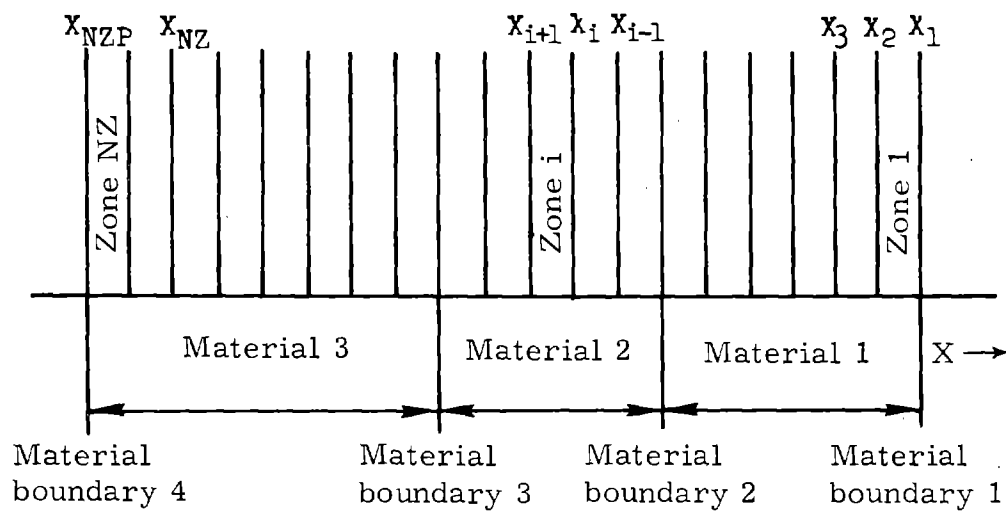 X_NZP X_NZ X_i+1 X_i X_i-1 X_3 X_2 X_1
Zone NZ
Zone i
Zone 1
Material 3 Material 2 Material 1 X →
Material boundary 4
Material boundary 3
Material boundary 2
Material boundary 1